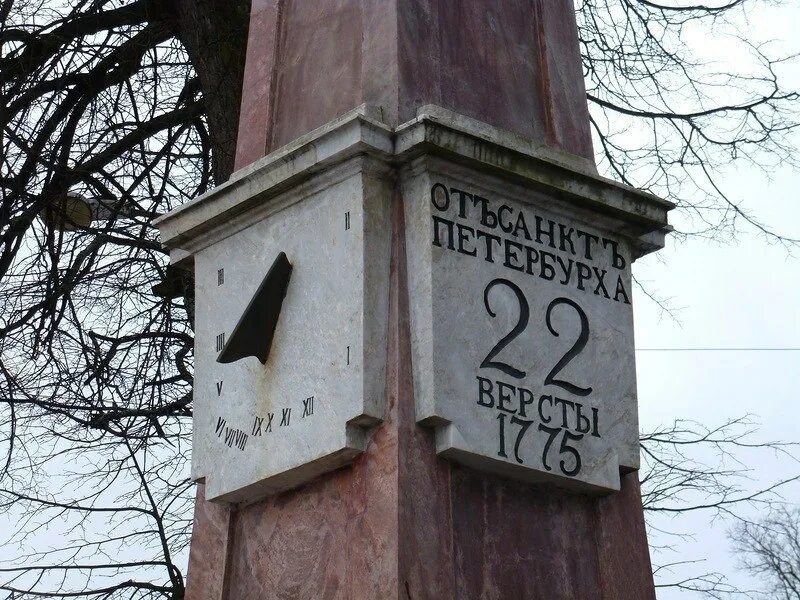 II
III
IIII
I
V
VI VII VIII IX X XI XII
ОТЪ САНКТЪ
ПЕТЕРБУРХА
22
ВЕРСТЫ
1775